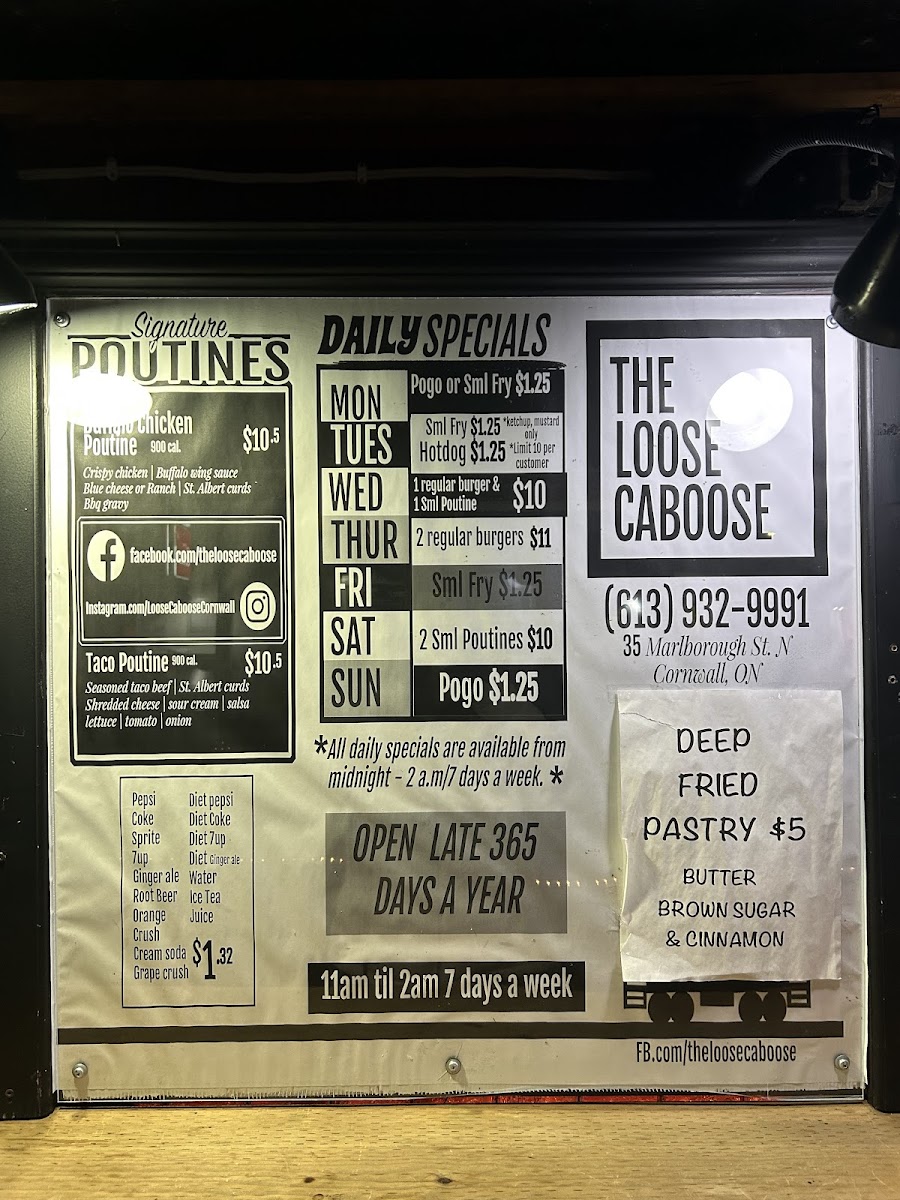 Signature
POUTINES
Buffalo Chicken
Poutine 900 cal. $10.5
Crispy chicken | Buffalo wing sauce
Blue cheese or Ranch | St. Albert curds
Bbq gravy
facebook.com/theloosecaboose
Instagram.com/LooseCabooseCornwall
Taco Poutine 900 cal. $10.5
Seasoned taco beef | St. Albert curds
Shredded cheese | sour cream | salsa
lettuce | tomato | onion
Pepsi Diet pepsi
Coke Diet Coke
Sprite Diet 7up
7up Diet Ginger ale
Ginger ale Water
Root Beer Ice Tea
Orange Juice
Crush
Cream soda $1.32
Grape crush
DAILY SPECIALS
MON Pogo or Sml Fry $1.25
TUES Sml Fry $1.25 *ketchup, mustard
only
Hotdog $1.25 *Limit 10 per
customer
WED 1 regular burger &
1 Sml Poutine $10
THUR 2 regular burgers $11
FRI Sml Fry $1.25
SAT 2 Sml Poutines $10
SUN Pogo $1.25
*All daily specials are available from
midnight - 2 a.m/7 days a week. *
OPEN LATE 365
DAYS A YEAR
11am til 2am 7 days a week
THE
LOOSE
CABOOSE
(613) 932-9991
35 Marlborough St. N
Cornwall, ON
DEEP
FRIED
PASTRY $5
BUTTER
BROWN SUGAR
& CINNAMON
FB.com/theloosecaboose